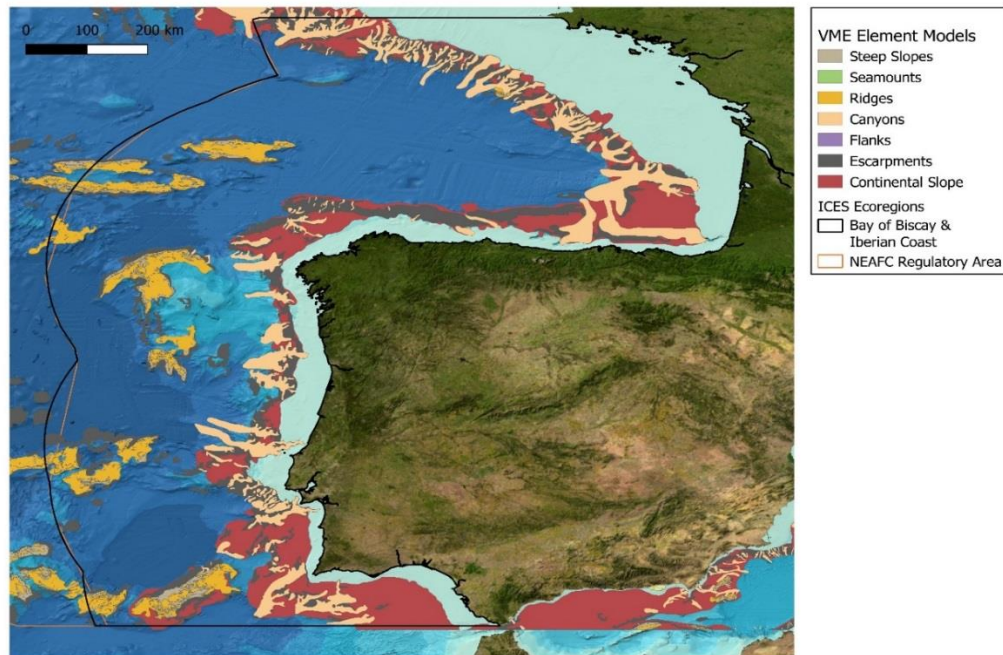 0 100 200 km
VME Element Models
Steep Slopes
Seamounts
Ridges
Canyons
Flanks
Escarpments
Continental Slope
ICES Ecoregions
Bay of Biscay &
Iberian Coast
NEAFC Regulatory Area